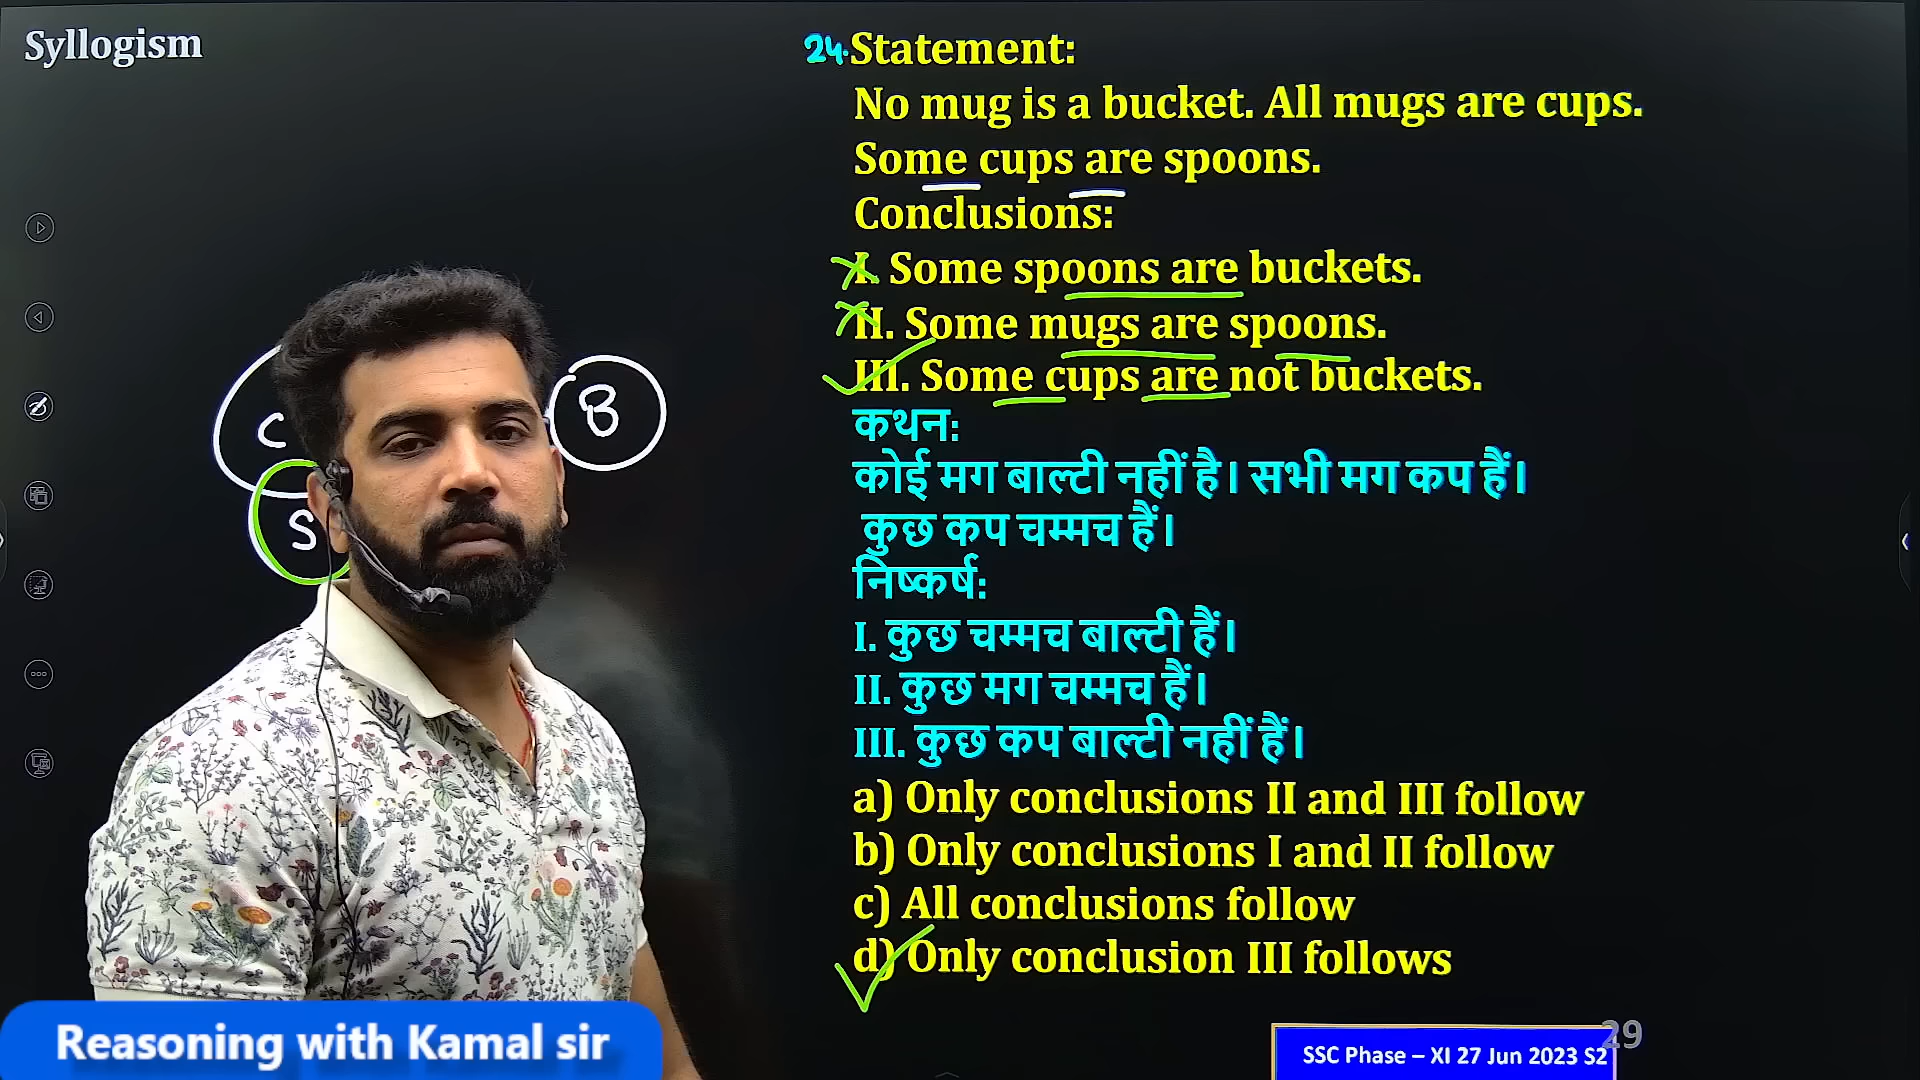 Syllogism
24. Statement:
No mug is a bucket. All mugs are cups.
Some cups are spoons.
Conclusions:
I. Some spoons are buckets.
II. Some mugs are spoons.
III. Some cups are not buckets.
कथन:
कोई मग बाल्टी नहीं है। सभी मग कप हैं।
कुछ कप चम्मच हैं।
निष्कर्ष:
I. कुछ चम्मच बाल्टी हैं।
II. कुछ मग चम्मच हैं।
III. कुछ कप बाल्टी नहीं हैं।
a) Only conclusions II and III follow
b) Only conclusions I and II follow
c) All conclusions follow
d) Only conclusion III follows
C
B
S
Reasoning with Kamal sir
SSC Phase – XI 27 Jun 2023 S2
29